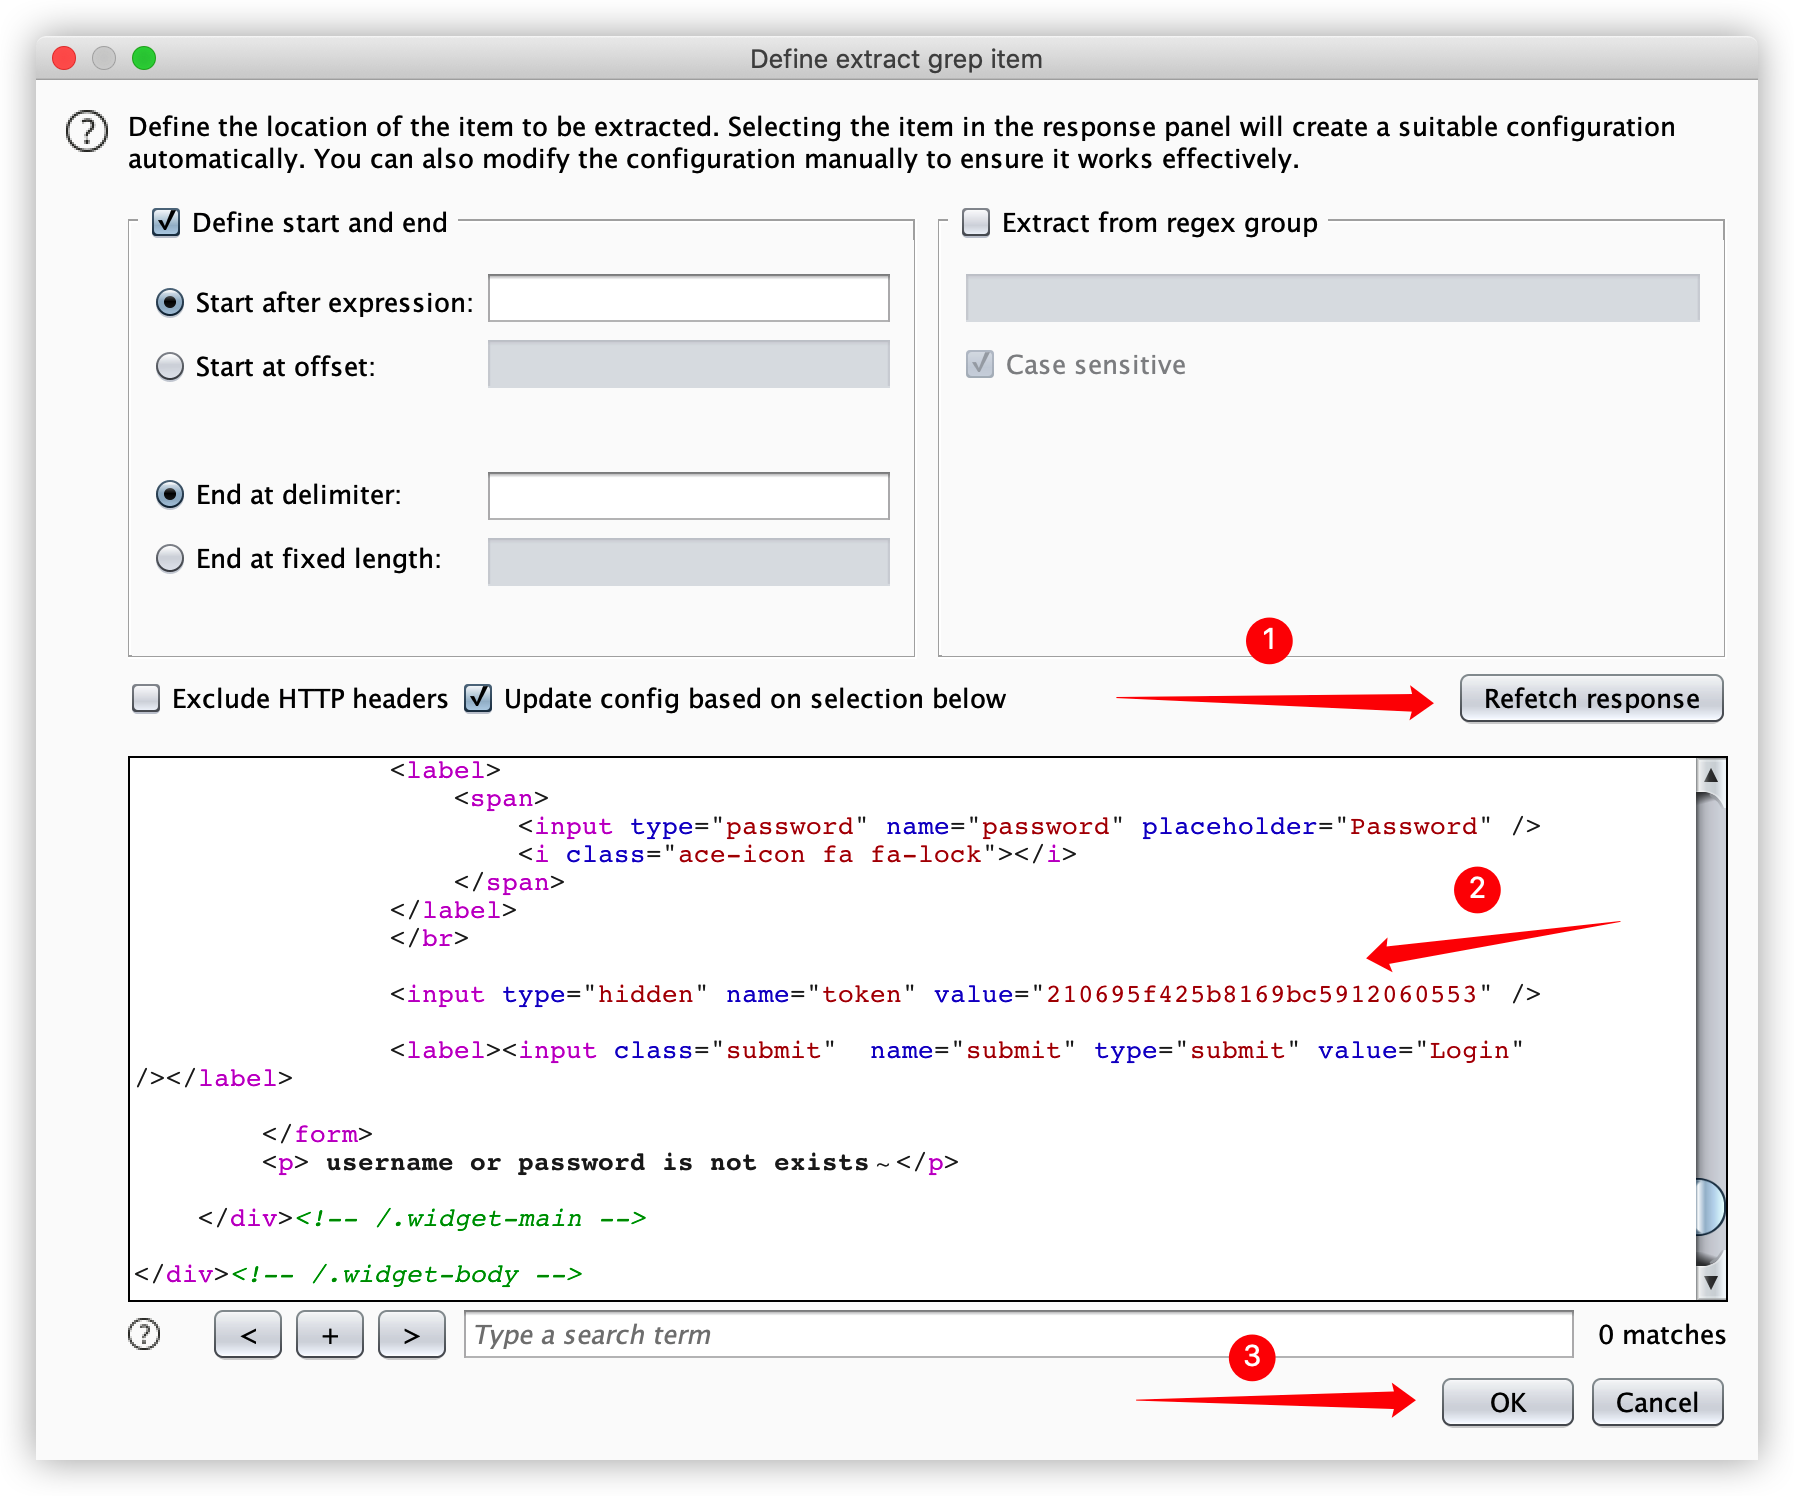 Define extract grep item
Define the location of the item to be extracted. Selecting the item in the response panel will create a suitable configuration
automatically. You can also modify the configuration manually to ensure it works effectively.
Define start and end
Extract from regex group
Start after expression:
Start at offset:
Case sensitive
End at delimiter:
End at fixed length:
1
Exclude HTTP headers
Update config based on selection below
Refetch response
<label>
<span>
<input type="password" name="password" placeholder="Password" />
<i class="ace-icon fa fa-lock"></i>
</span>
2
</label>
</br>
<input type="hidden" name="token" value="210695f425b8169bc5912060553" />
<label><input class="submit"  name="submit" type="submit" value="Login"
/></label>
</form>
<p> username or password is not exists~</p>
</div><!-- /.widget-main -->
</div><!-- /.widget-body -->
?
<
+
>
Type a search term
0 matches
3
OK
Cancel